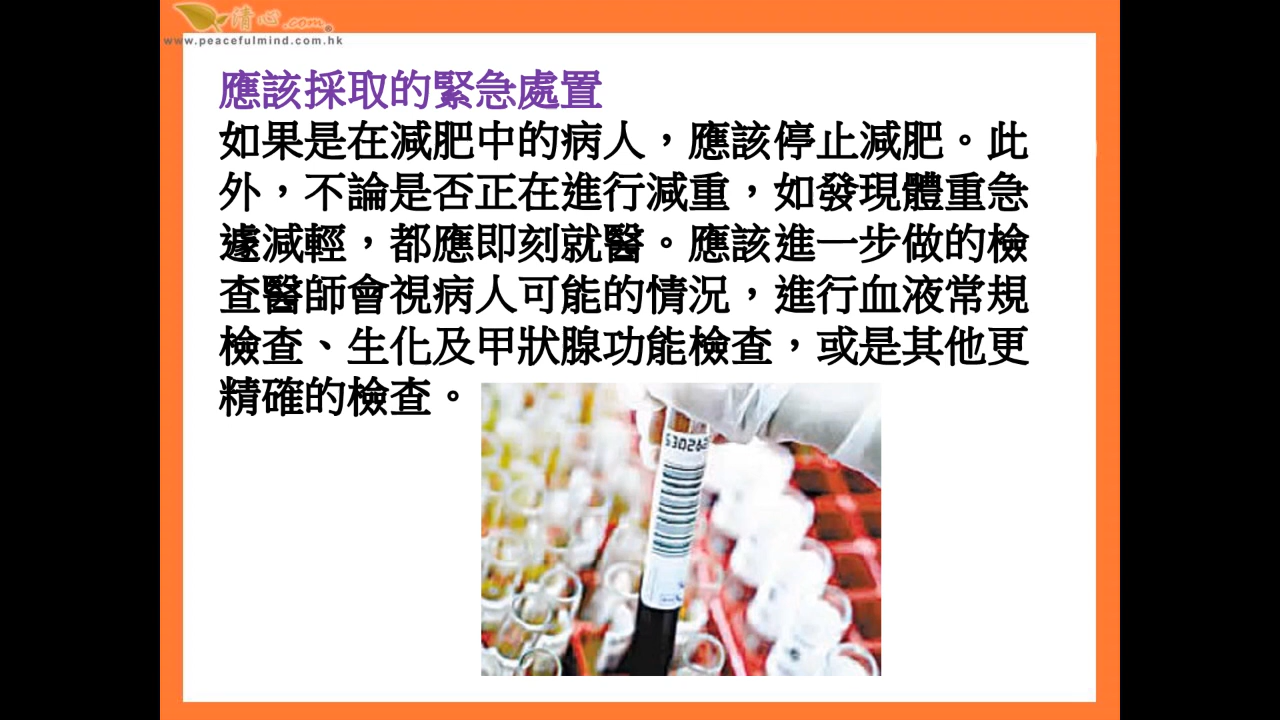 清心.com
www.peacefulmind.com.hk
應該採取的緊急處置
如果是在減肥中的病人，應該停止減肥。此
外，不論是否正在進行減重，如發現體重急
遽減輕，都應即刻就醫。應該進一步做的檢
查醫師會視病人可能的情況，進行血液常規
檢查、生化及甲狀腺功能檢查，或是其他更
精確的檢查。
530262